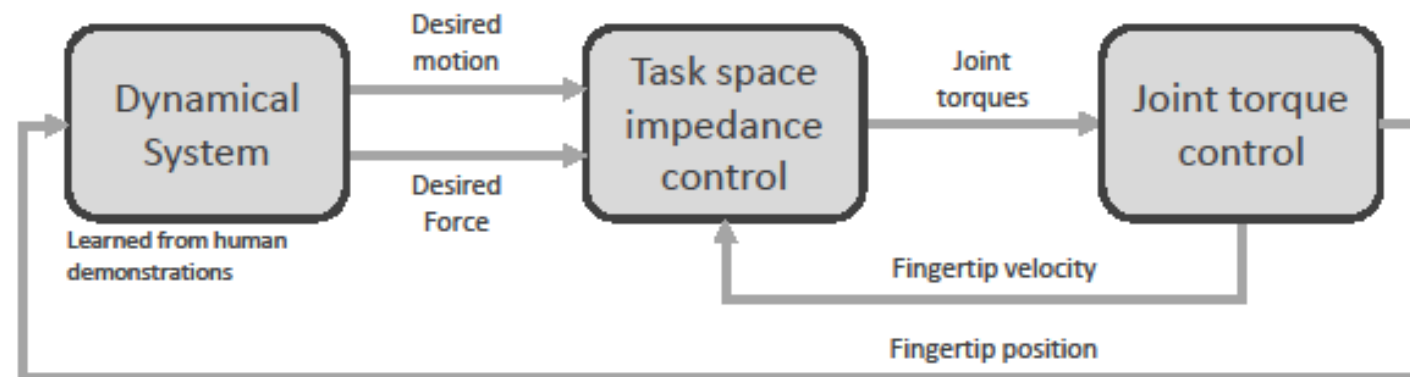 Desired
motion
Dynamical
System
Desired
Force
Learned from human
demonstrations
Task space
impedance
control
Joint
torques
Joint torque
control
Fingertip velocity
Fingertip position